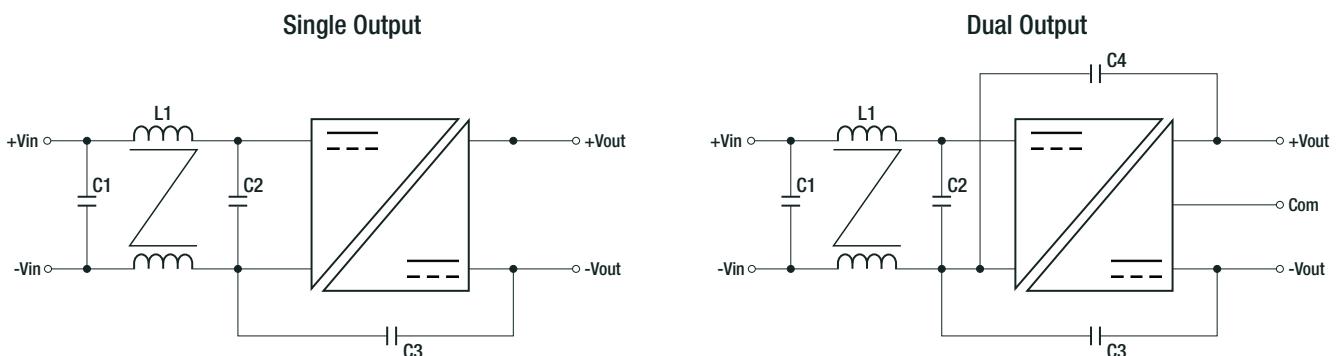 Single Output
L1
+Vin
+Vout
C1
C2
-Vin
-Vout
C3
Dual Output
C4
L1
+Vin
+Vout
C1
C2
Com
-Vin
-Vout
C3